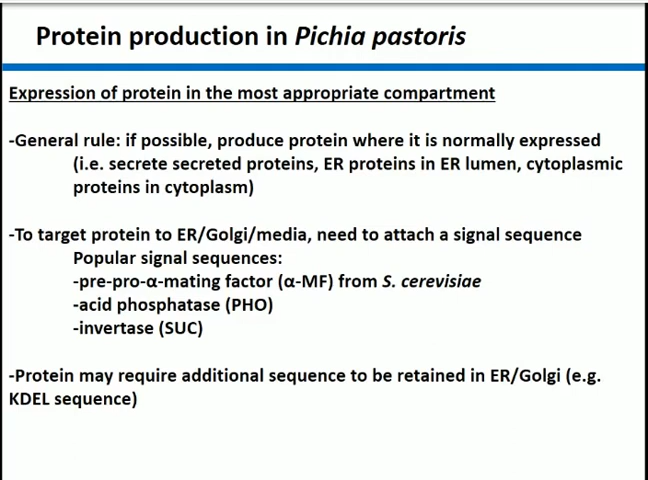 Protein production in Pichia pastoris
Expression of protein in the most appropriate compartment
-General rule: if possible, produce protein where it is normally expressed
(i.e. secrete secreted proteins, ER proteins in ER lumen, cytoplasmic
proteins in cytoplasm)
-To target protein to ER/Golgi/media, need to attach a signal sequence
Popular signal sequences:
-pre-pro-α-mating factor (α-MF) from S. cerevisiae
-acid phosphatase (PHO)
-invertase (SUC)
-Protein may require additional sequence to be retained in ER/Golgi (e.g.
KDEL sequence)